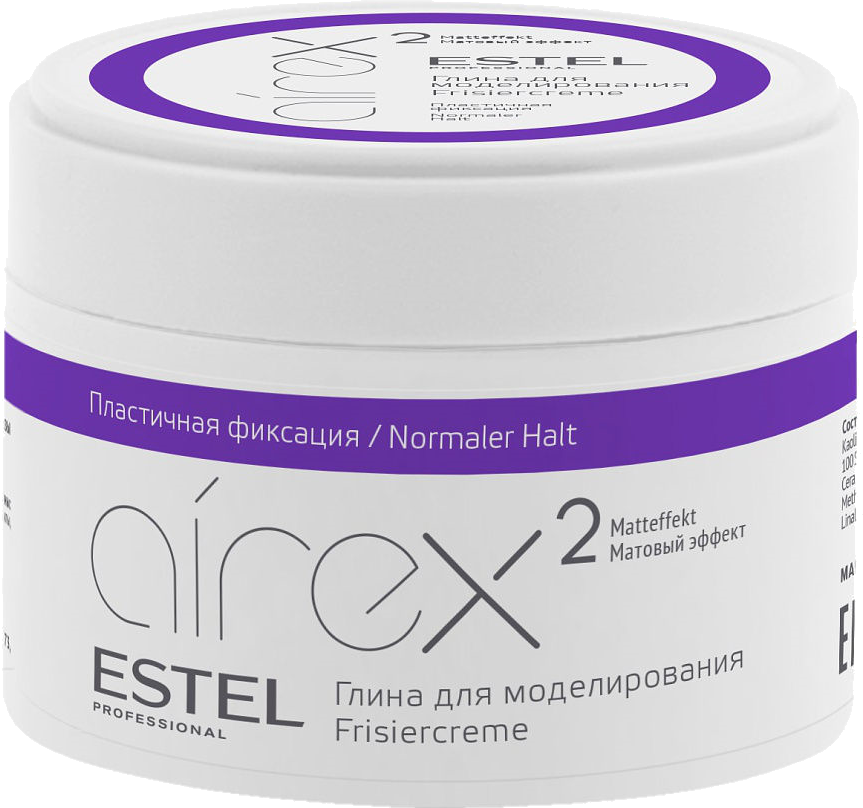 airex 2 Matteffekt
Матовый эффект
ESTEL
PROFESSIONAL
Глина для
моделирования
Frisiercreme
Пластичная
фиксация
Normaler
Halt
Пластичная фиксация / Normaler Halt
airex 2 Matteffekt
Матовый эффект
ESTEL
PROFESSIONAL
Глина для моделирования
Frisiercreme
Cera